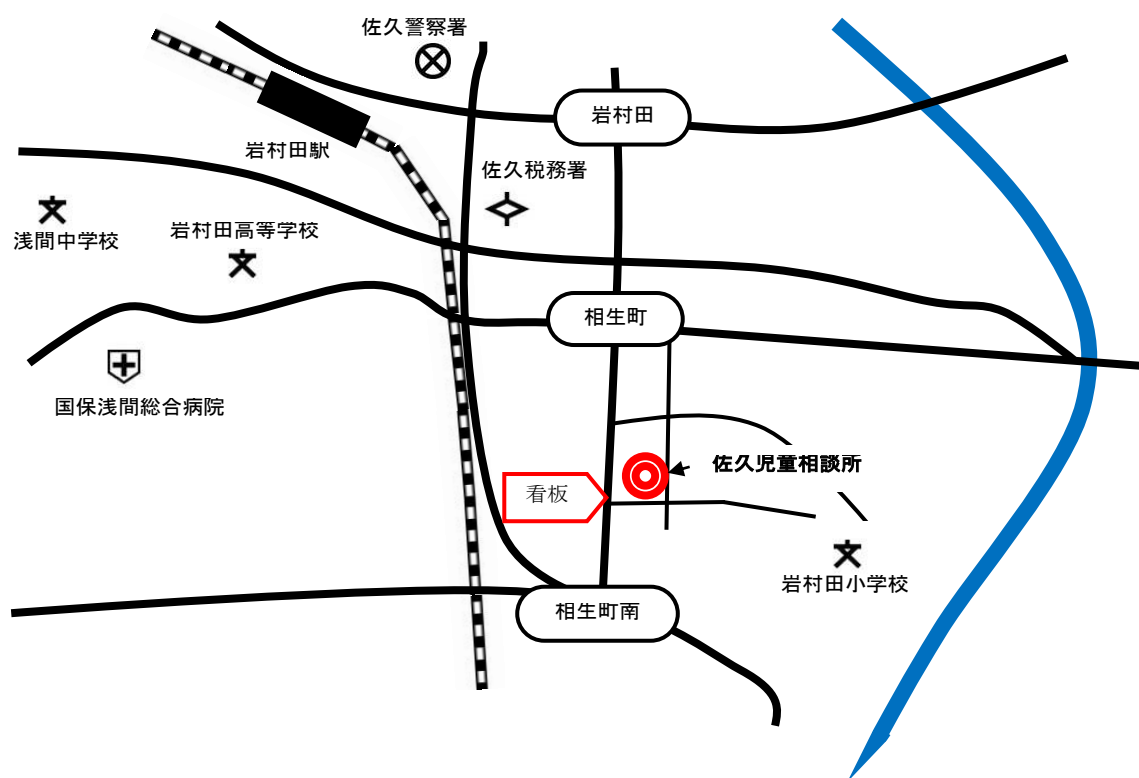 佐久警察署
岩村田
岩村田駅
佐久税務署
岩村田高等学校
浅間中学校
相生町
国保浅間総合病院
佐久児童相談所
看板
岩村田小学校
相生町南